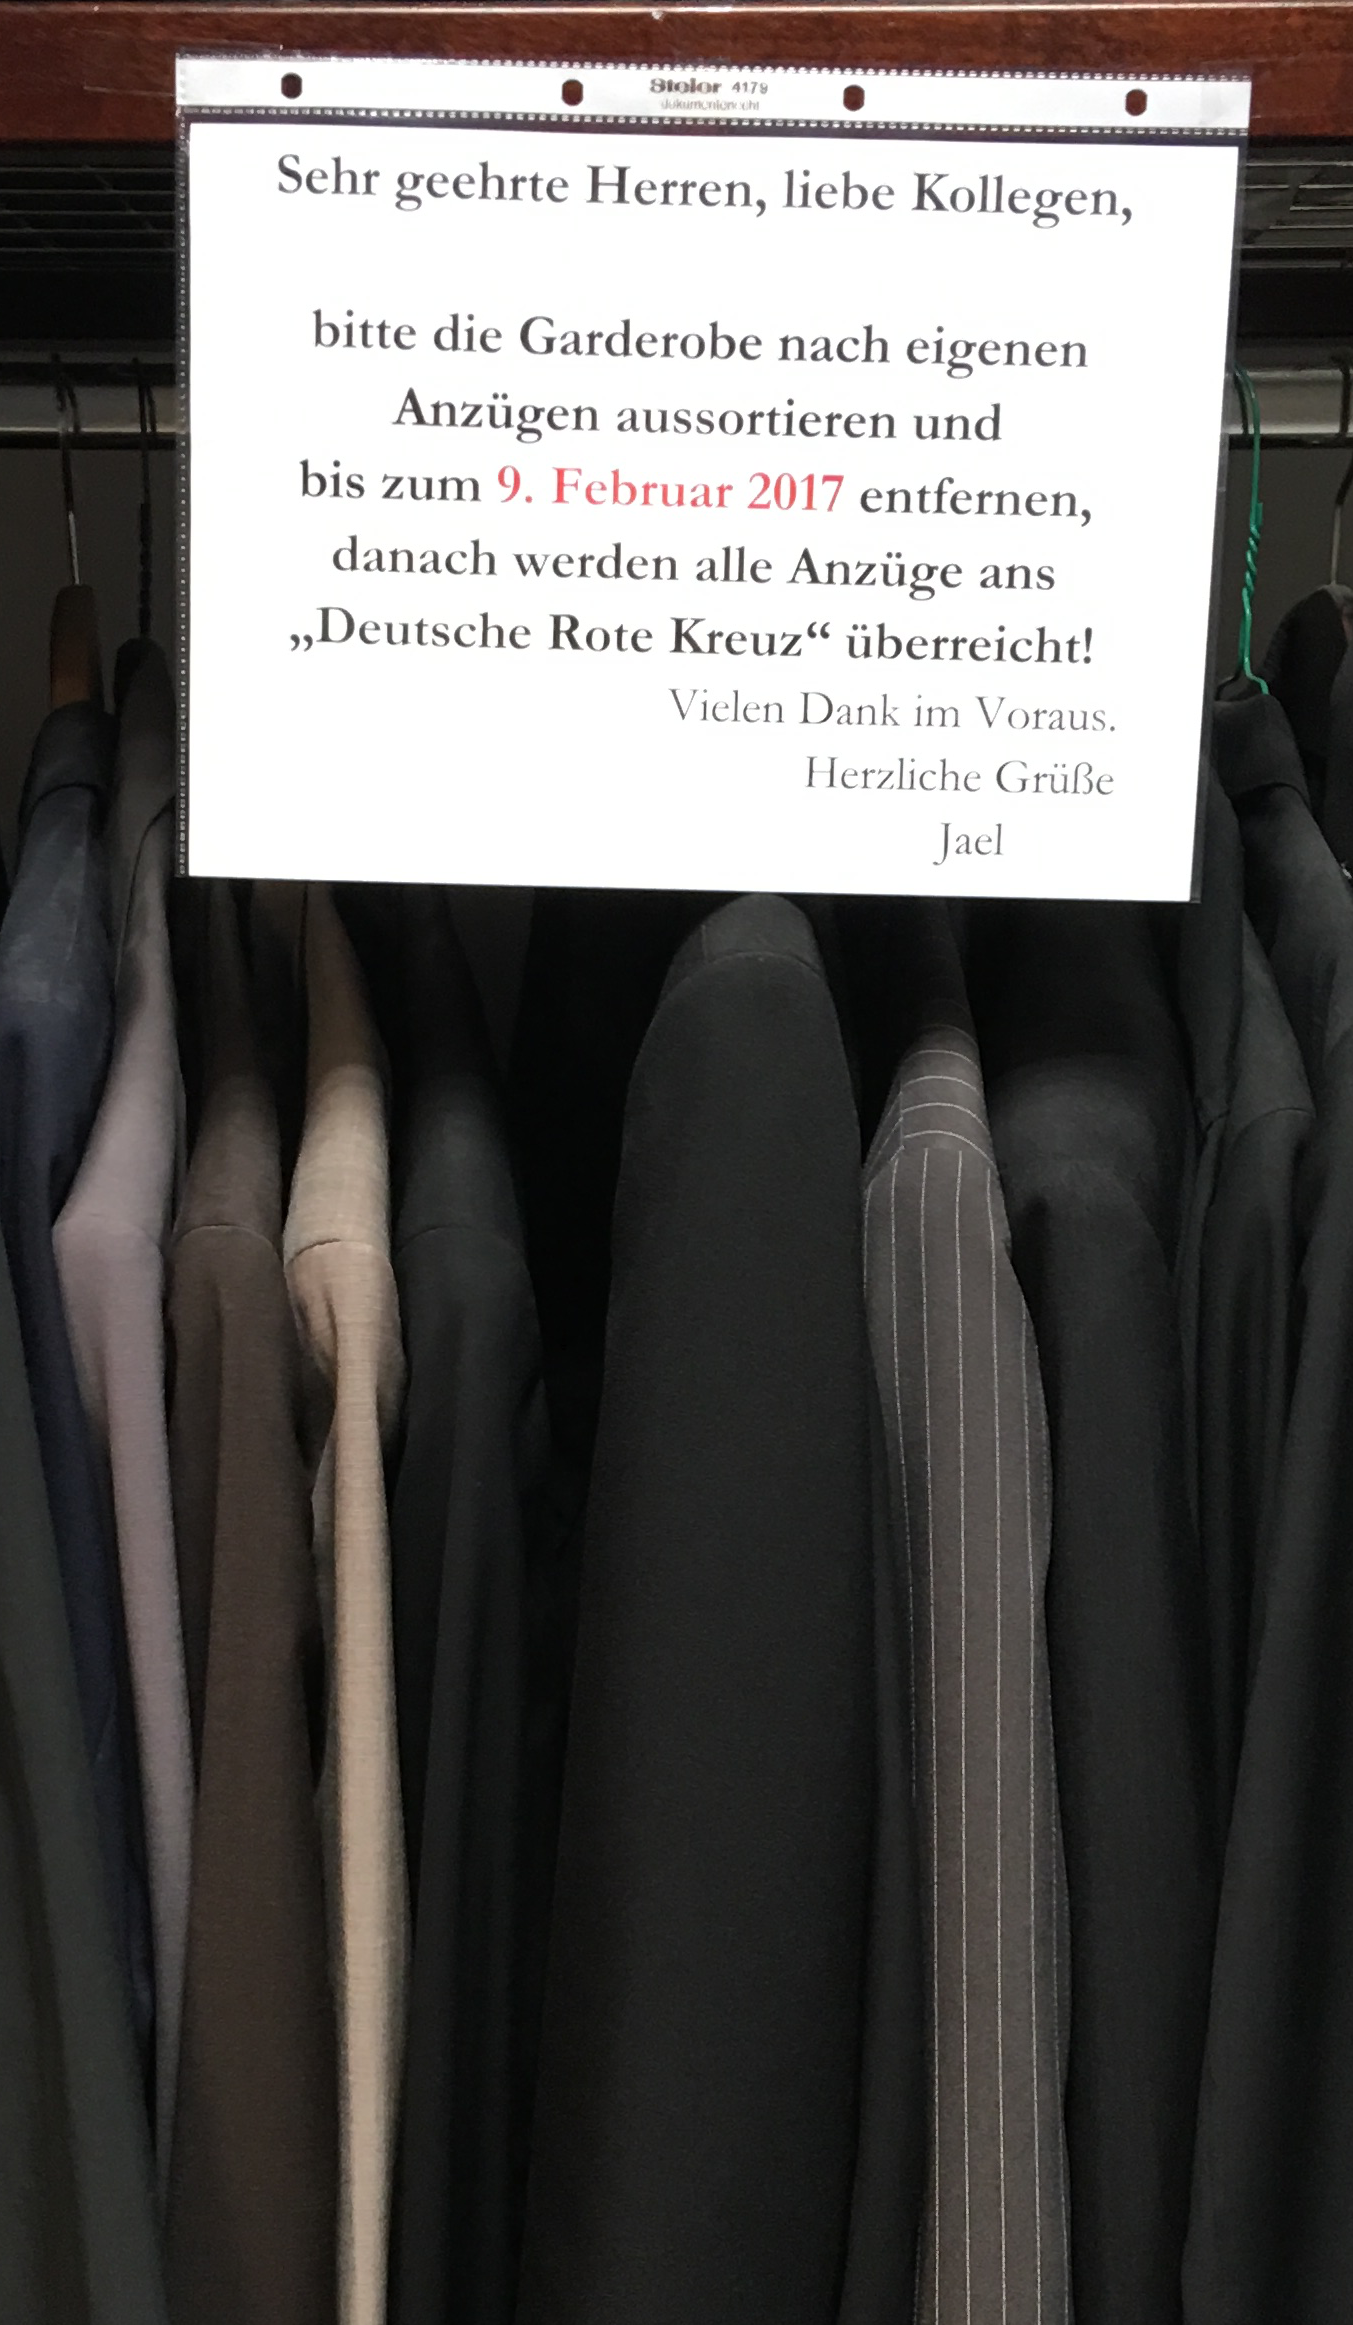 Stolor 4179
Sehr geehrte Herren, liebe Kollegen,
bitte die Garderobe nach eigenen
Anzügen aussortieren und
bis zum 9. Februar 2017 entfernen,
danach werden alle Anzüge ans
„Deutsche Rote Kreuz“ überreicht!
Vielen Dank im Voraus.
Herzliche Grüße
Jael